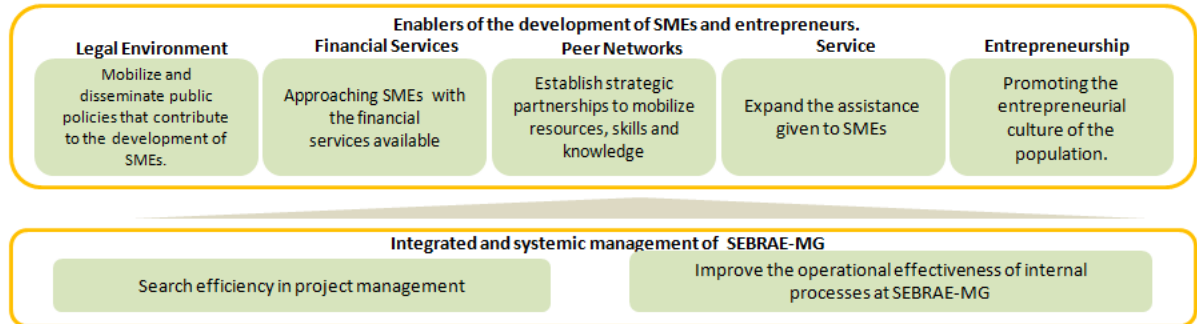 Enablers of the development of SMEs and entrepreneurs.
Legal Environment
Mobilize and
disseminate public
policies that contribute
to the development of
SMEs.
Financial Services
Approaching SMEs with
the financial
services available
Peer Networks
Establish strategic
partnerships to mobilize
resources, skills and
knowledge
Service
Expand the assistance
given to SMEs
Entrepreneurship
Promoting the
entrepreneurial
culture of the
population.
Integrated and systemic management of SEBRAE-MG
Search efficiency in project management
Improve the operational effectiveness of internal
processes at SEBRAE-MG